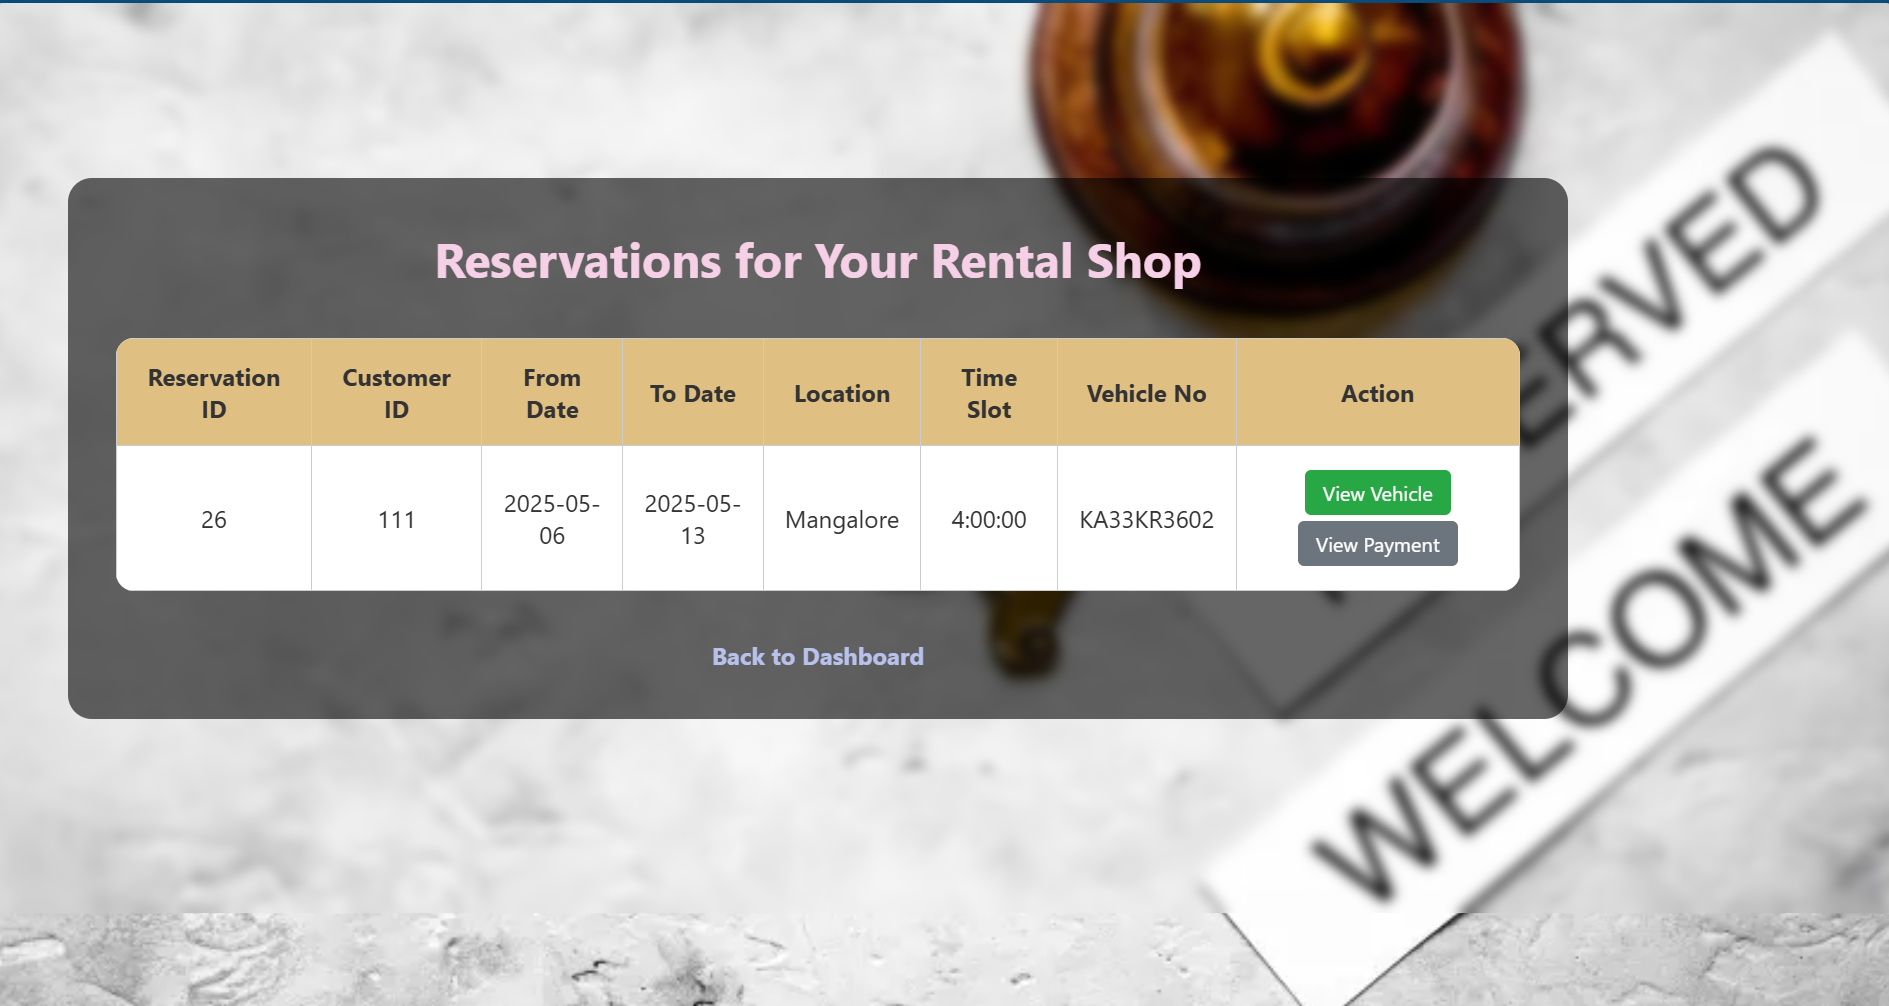 Reservations for Your Rental Shop
Reservation ID
Customer ID
From Date
To Date
Location
Time Slot
Vehicle No
Action
26
111
2025-05-06
2025-05-13
Mangalore
4:00:00
KA33KR3602
View Vehicle
View Payment
Back to Dashboard
ERVED
WELCOME